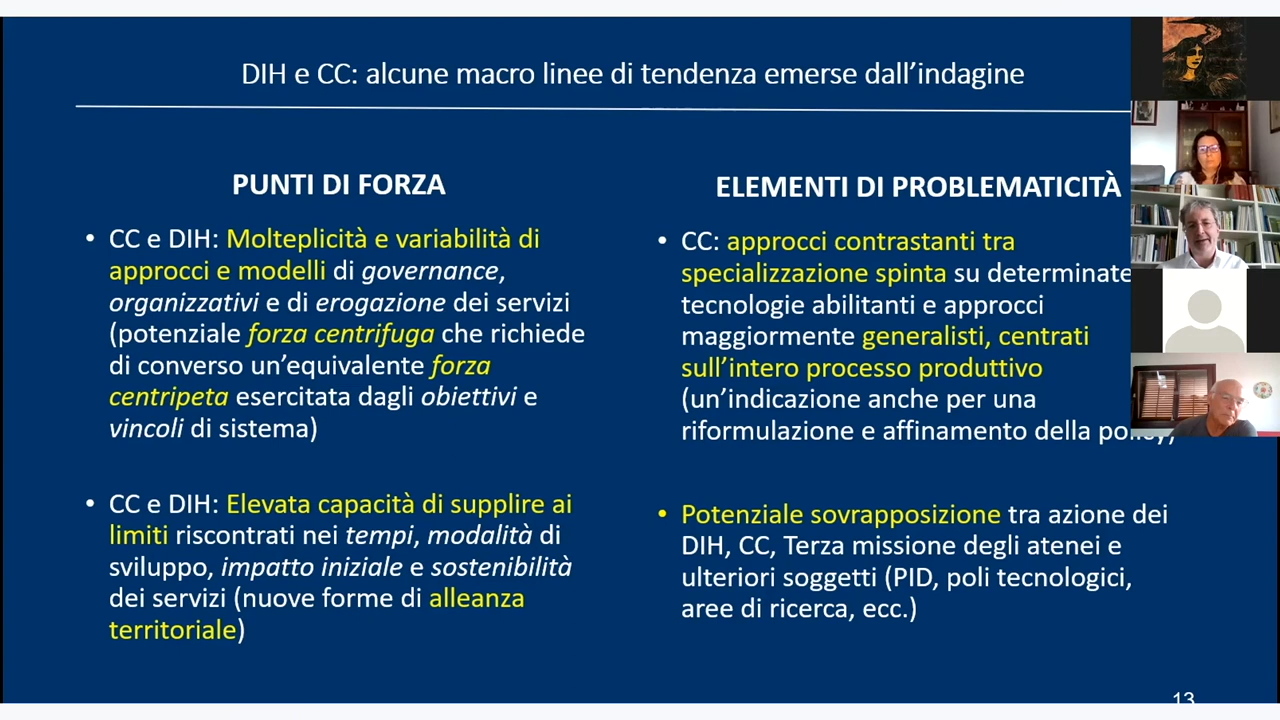 DIH e CC: alcune macro linee di tendenza emerse dall’indagine
PUNTI DI FORZA
• CC e DIH: Molteplicità e variabilità di
approcci e modelli di governance,
organizzativi e di erogazione dei servizi
(potenziale forza centrifuga che richiede
di converso un’equivalente forza
centripeta esercitata dagli obiettivi e
vincoli di sistema)
• CC e DIH: Elevata capacità di supplire ai
limiti riscontrati nei tempi, modalità di
sviluppo, impatto iniziale e sostenibilità
dei servizi (nuove forme di alleanza
territoriale)
ELEMENTI DI PROBLEMATICITÀ
• CC: approcci contrastanti tra
specializzazione spinta su determinate
tecnologie abilitanti e approcci
maggiormente generalisti, centrati
sull’intero processo produttivo
(un’indicazione anche per una
riformulazione e affinamento della policy)
• Potenziale sovrapposizione tra azione dei
DIH, CC, Terza missione degli atenei e
ulteriori soggetti (PID, poli tecnologici,
aree di ricerca, ecc.)
13